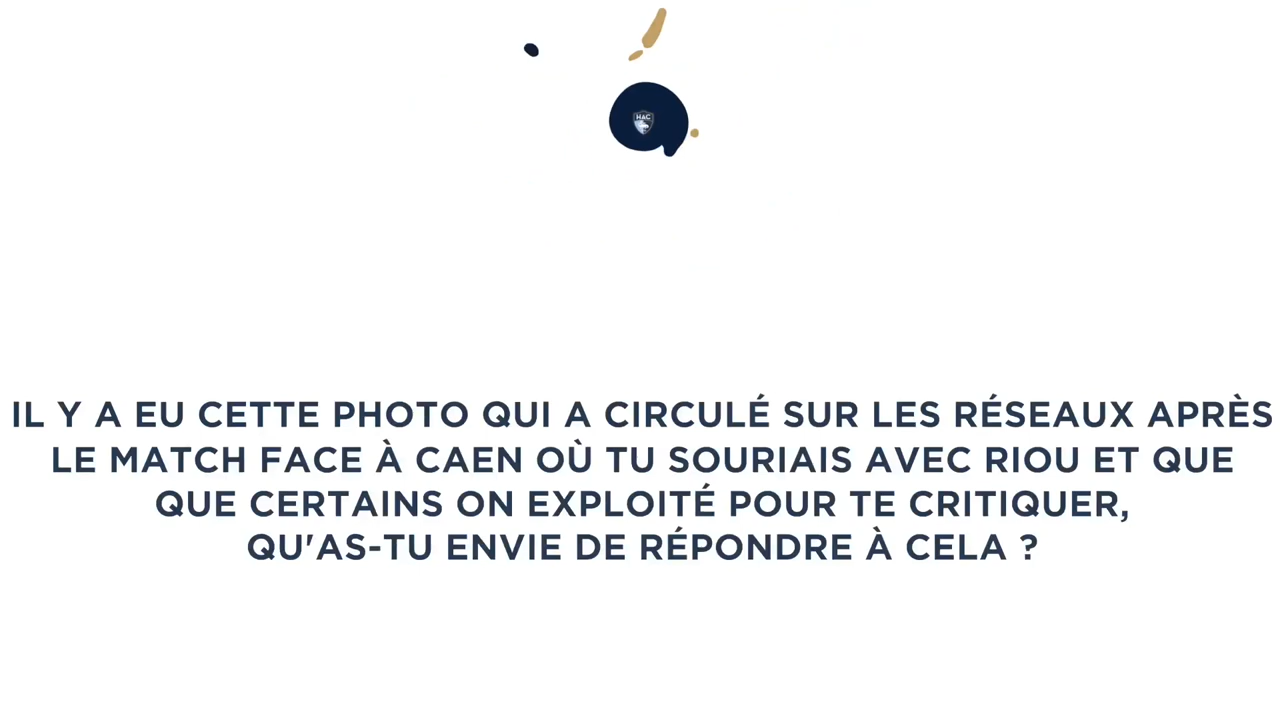 HAC
IL Y A EU CETTE PHOTO QUI A CIRCULÉ SUR LES RÉSEAUX APRÈS
LE MATCH FACE À CAEN OÙ TU SOURIAIS AVEC RIOU ET QUE
QUE CERTAINS ON EXPLOITÉ POUR TE CRITIQUER,
QU'AS-TU ENVIE DE RÉPONDRE À CELA ?